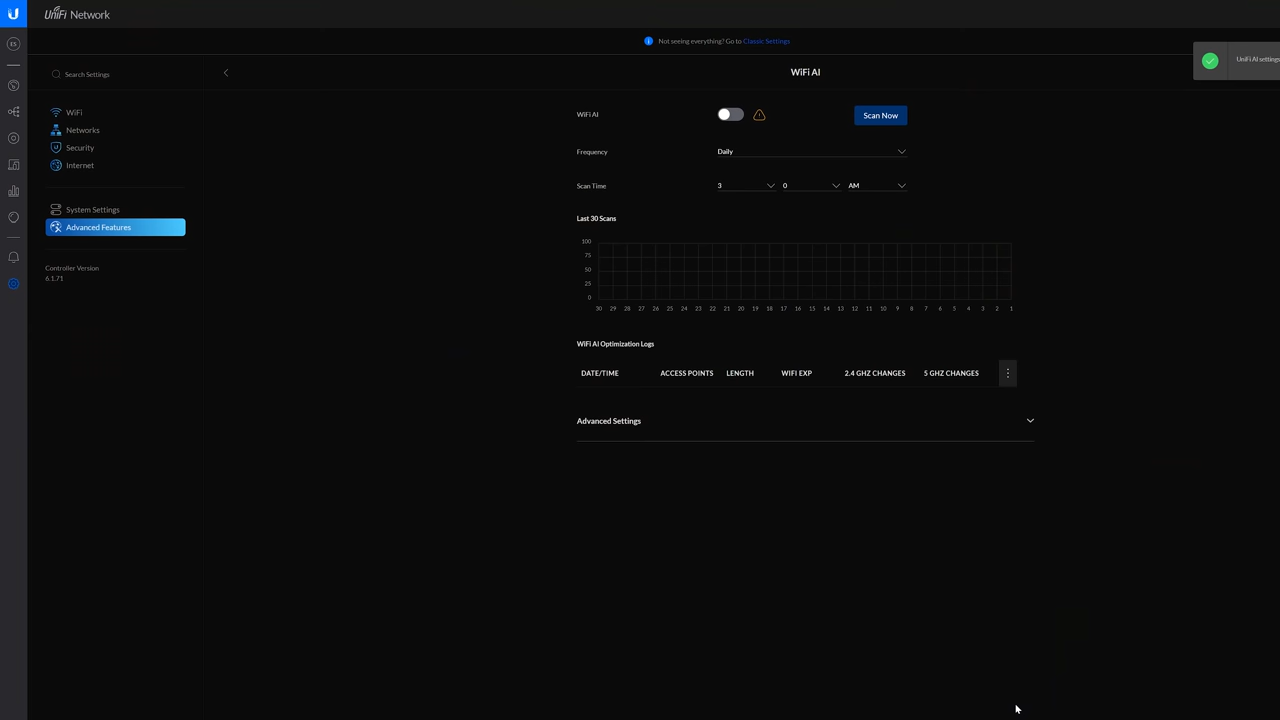 UniFi Network
Not seeing everything? Go to Classic Settings
ES
Search Settings
WiFi AI
UniFi AI settings
WiFi
Networks
Security
Internet
System Settings
Advanced Features
Controller Version
6.1.71
WiFi AI
Scan Now
Frequency
Daily
Scan Time
3 0 AM
Last 30 Scans
100
75
50
25
0
30 29 28 27 26 25 24 23 22 21 20 19 18 17 16 15 14 13 12 11 10 9 8 7 6 5 4 3 2 1
WiFi AI Optimization Logs
DATE/TIME ACCESS POINTS LENGTH WIFI EXP 2.4 GHZ CHANGES 5 GHZ CHANGES
Advanced Settings